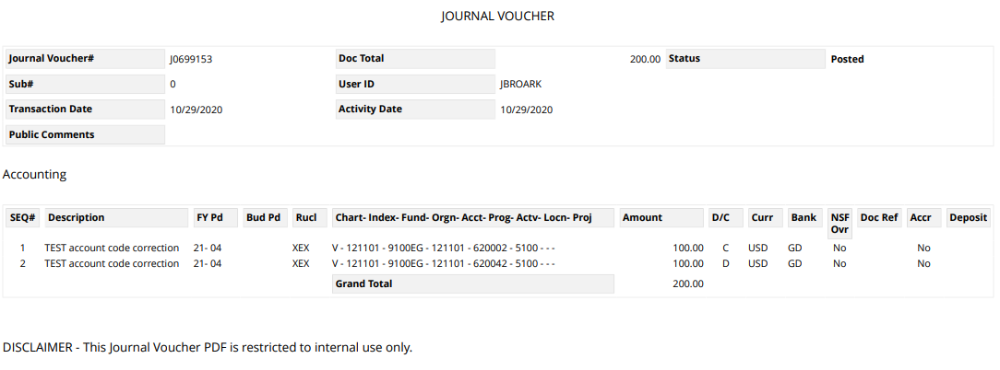 JOURNAL VOUCHER
Journal Voucher# J0699153 Doc Total 200.00 Status Posted
Sub# 0 User ID JBROARK
Transaction Date 10/29/2020 Activity Date 10/29/2020
Public Comments
Accounting
SEQ# Description FY Pd Bud Pd Rucl Chart- Index- Fund- Orgn- Acct- Prog- Actv- Locn- Proj Amount D/C Curr Bank NSF Ovr Doc Ref Accr Deposit
1 TEST account code correction 21- 04 XEX V - 121101 - 9100EG - 121101 - 620002 - 5100 - - - 100.00 C USD GD No No
2 TEST account code correction 21- 04 XEX V - 121101 - 9100EG - 121101 - 620042 - 5100 - - - 100.00 D USD GD No No
Grand Total 200.00
DISCLAIMER - This Journal Voucher PDF is restricted to internal use only.